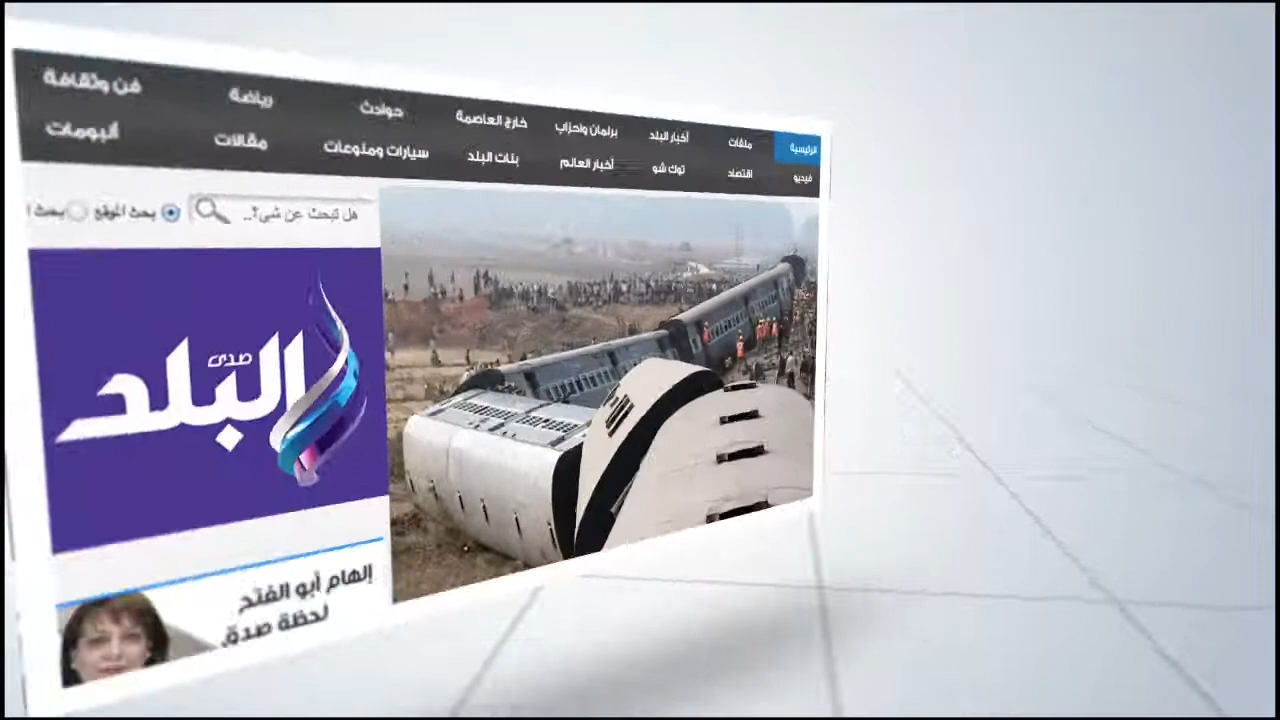 الرئيسية ملفات أخبار البلد برلمان واحزاب خارج العاصمة حوادث رياضة فن وثقافة
فيديو اقتصاد توك شو أخبار العالم بنات البلد سيارات ومنوعات مقالات ألبومات
هل تبحث عن شئ؟.. بحث الموقع
صدى
البلد
إلهام أبو الفتح
لحظة صدق